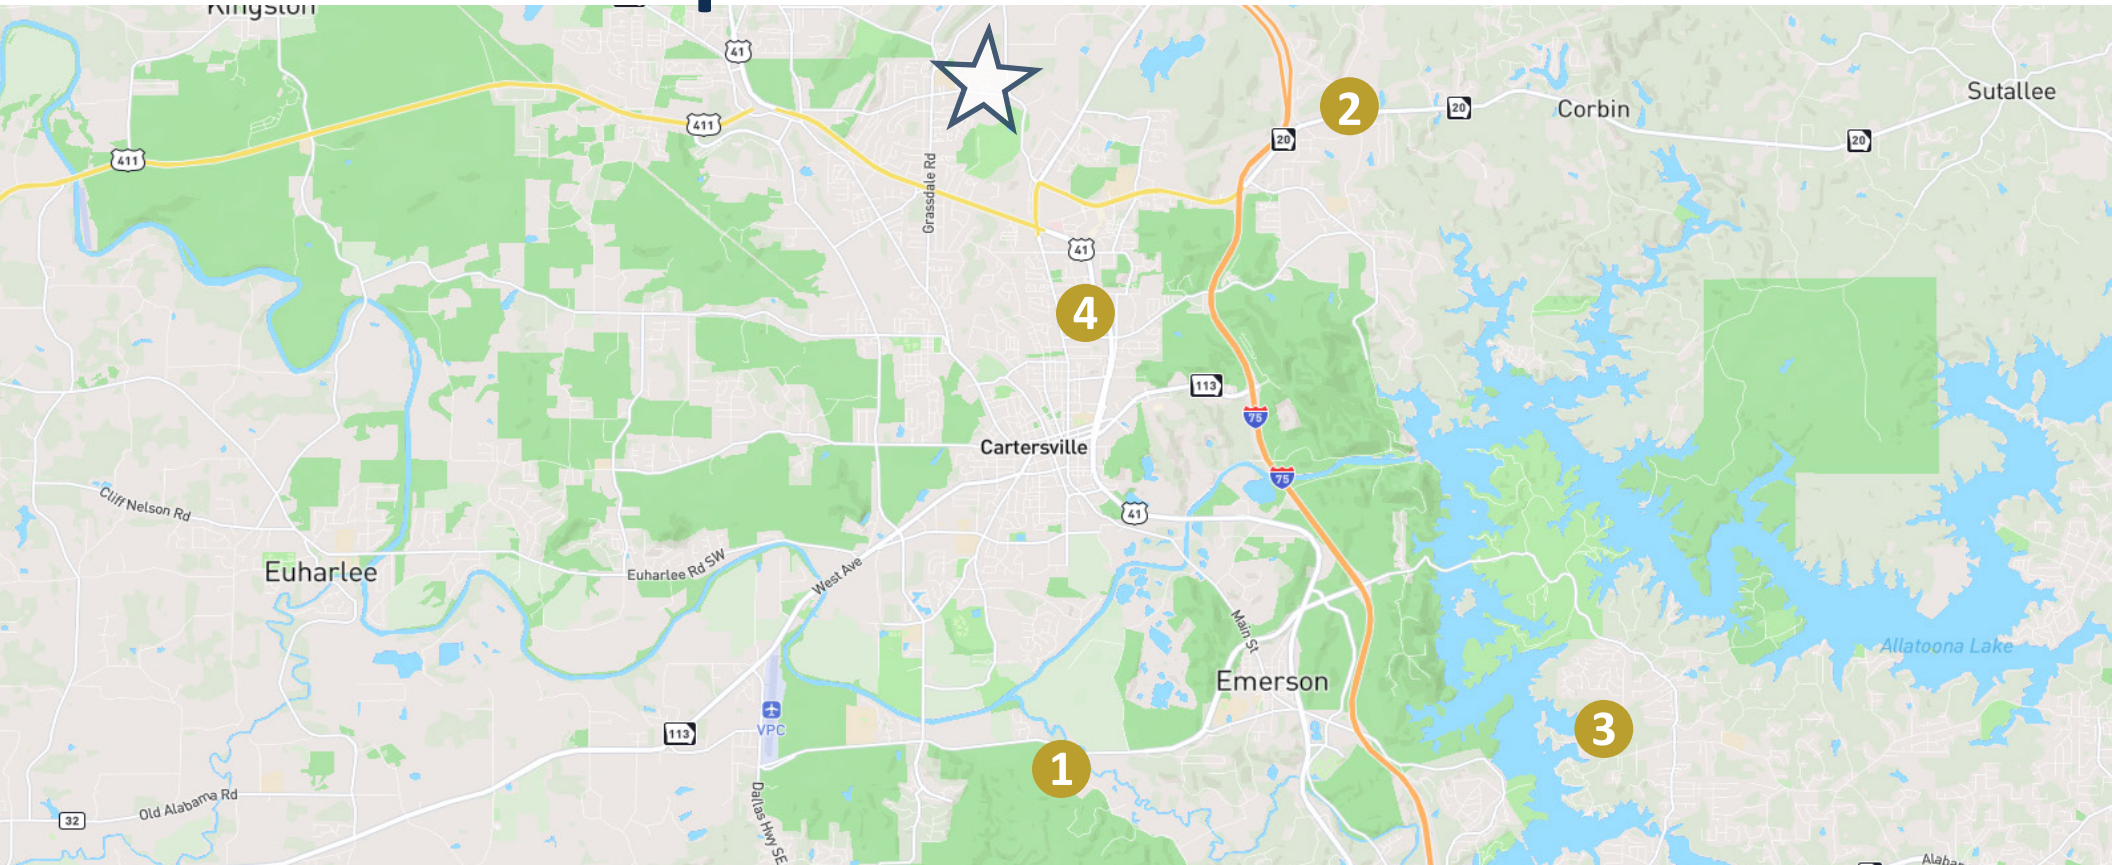 Kingston
41
2
20
Corbin
Sutallee
411
20
20
411
Grassdale Rd
41
4
113
75
Cartersville
75
Cliff Nelson Rd
41
Euharlee
Euharlee Rd SW
West Ave
Main St
Allatoona Lake
Emerson
VPC
113
3
1
Old Alabama Rd
32
Dallas Hwy SE